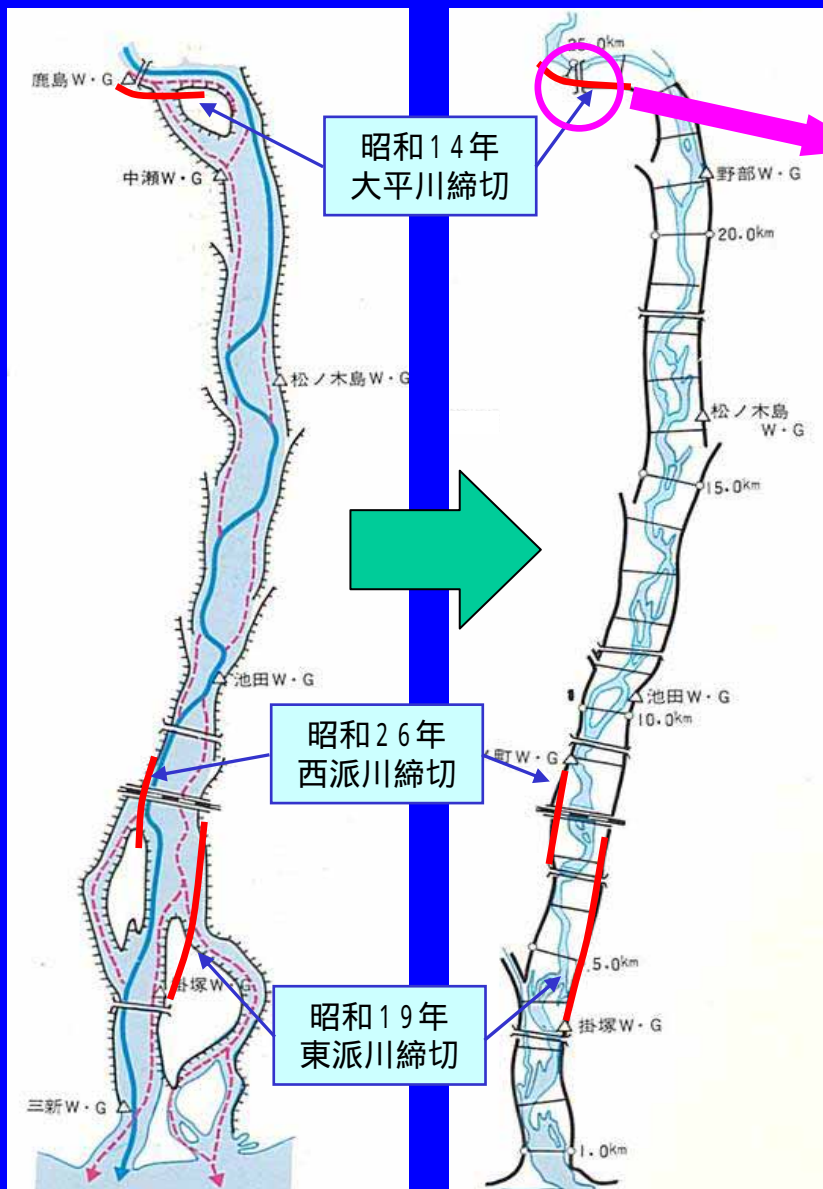 鹿島W・G
中瀬W・G
松ノ木島W・G
池田W・G
掛塚W・G
三新W・G
昭和14年
大平川締切
昭和26年
西派川締切
昭和19年
東派川締切
25.0km
野部W・G
20.0km
松ノ木島
W・G
15.0km
池田W・G
10.0km
町W・G
5.0km
掛塚W・G
1.0km